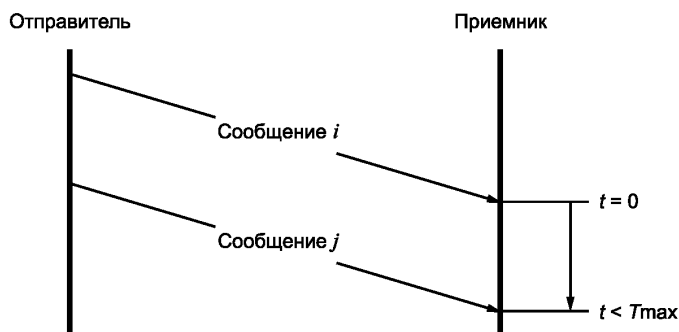 Отправитель
Приемник
Сообщение i
t = 0
Сообщение j
t < Tmax